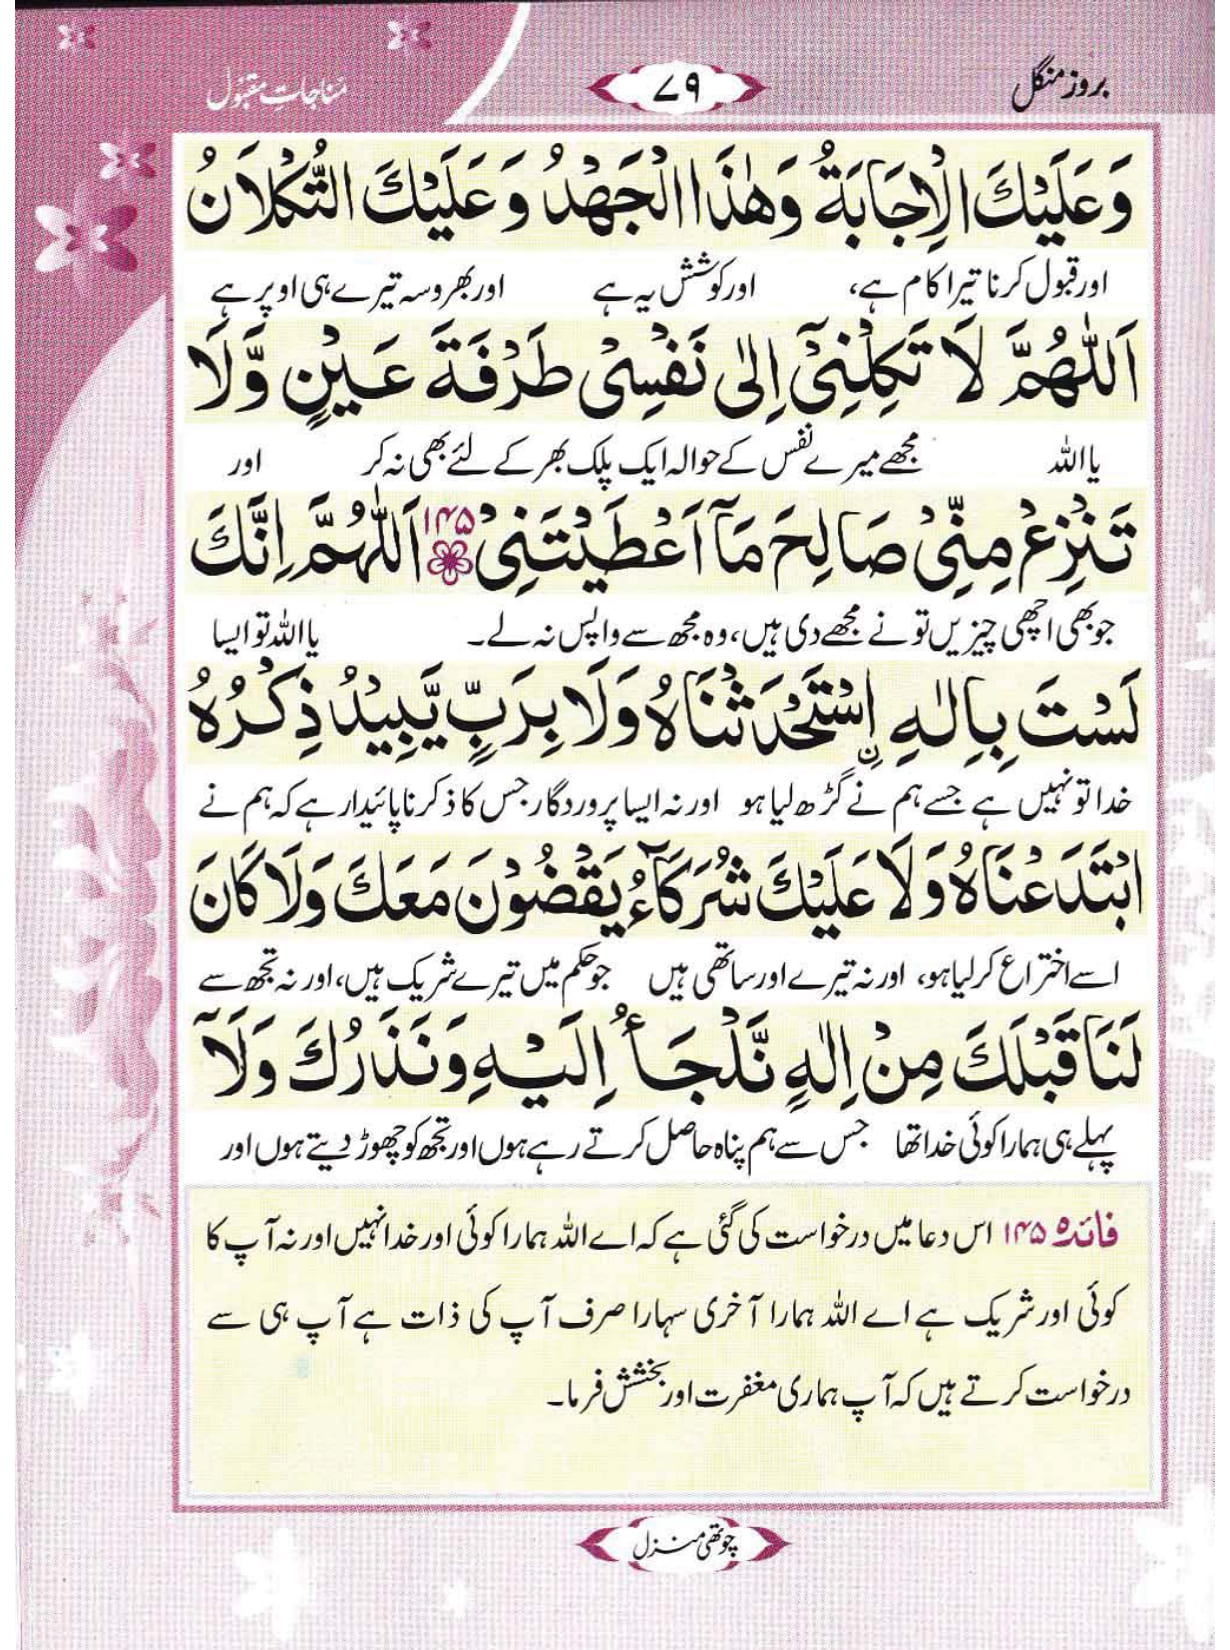 بروز منگل
۷۹
مناجاتِ مقبول
وَعَلَيْكَ الْإِجَابَةُ وَهٰذَا الْجَهْدُ وَعَلَيْكَ التُّكْلَانُ
اور قبول کرنا تیرا کام ہے، اور کوشش یہ ہے اور بھروسہ تیرے ہی اوپر ہے
اَللّٰهُمَّ لَا تَكِلْنِیْٓ اِلٰی نَفْسِیْ طَرْفَةَ عَيْنٍ وَّلَا
یا اللہ مجھے میرے نفس کے حوالہ ایک پلک بھر کے لئے بھی نہ کر اور
تَنْزِعْ مِنِّیْ صَالِحَ مَآ اَعْطَيْتَنِیْ ۱۴۵ اَللّٰهُمَّ اِنَّكَ
جو بھی اچھی چیزیں تو نے مجھے دی ہیں، وہ مجھ سے واپس نہ لے۔ یا اللہ تو ایسا
لَسْتَ بِاِلٰهِ نِ اسْتَحْدَثْنَاهُ وَلَا بِرَبٍّ يَّبِيْدُ ذِكْرُهُ
خدا تو نہیں ہے جسے ہم نے گڑھ لیا ہو اور نہ ایسا پروردگار جس کا ذکر ناپائیدار ہے کہ ہم نے
ابْتَدَعْنَاهُ وَلَا عَلَيْكَ شُرَكَآءُ يَقْضُوْنَ مَعَكَ وَلَا كَانَ
اسے اختراع کر لیا ہو، اور نہ تیرے اور ساتھی ہیں جو حکم میں تیرے شریک ہیں، اور نہ تجھ سے
لَنَا قَبْلَكَ مِنْ اِلٰهٍ نَّلْجَأُ اِلَيْهِ وَنَذَرُكَ وَلَآ
پہلے ہی ہمارا کوئی خدا تھا جس سے ہم پناہ حاصل کرتے رہے ہوں اور تجھ کو چھوڑ دیتے ہوں اور
فائدہ ۱۴۵ اس دعا میں درخواست کی گئی ہے کہ اے اللہ ہمارا کوئی اور خدا نہیں اور نہ آپ کا
کوئی اور شریک ہے اے اللہ ہمارا آخری سہارا صرف آپ کی ذات ہے آپ ہی سے
درخواست کرتے ہیں کہ آپ ہماری مغفرت اور بخشش فرما۔
چوتھی منزل